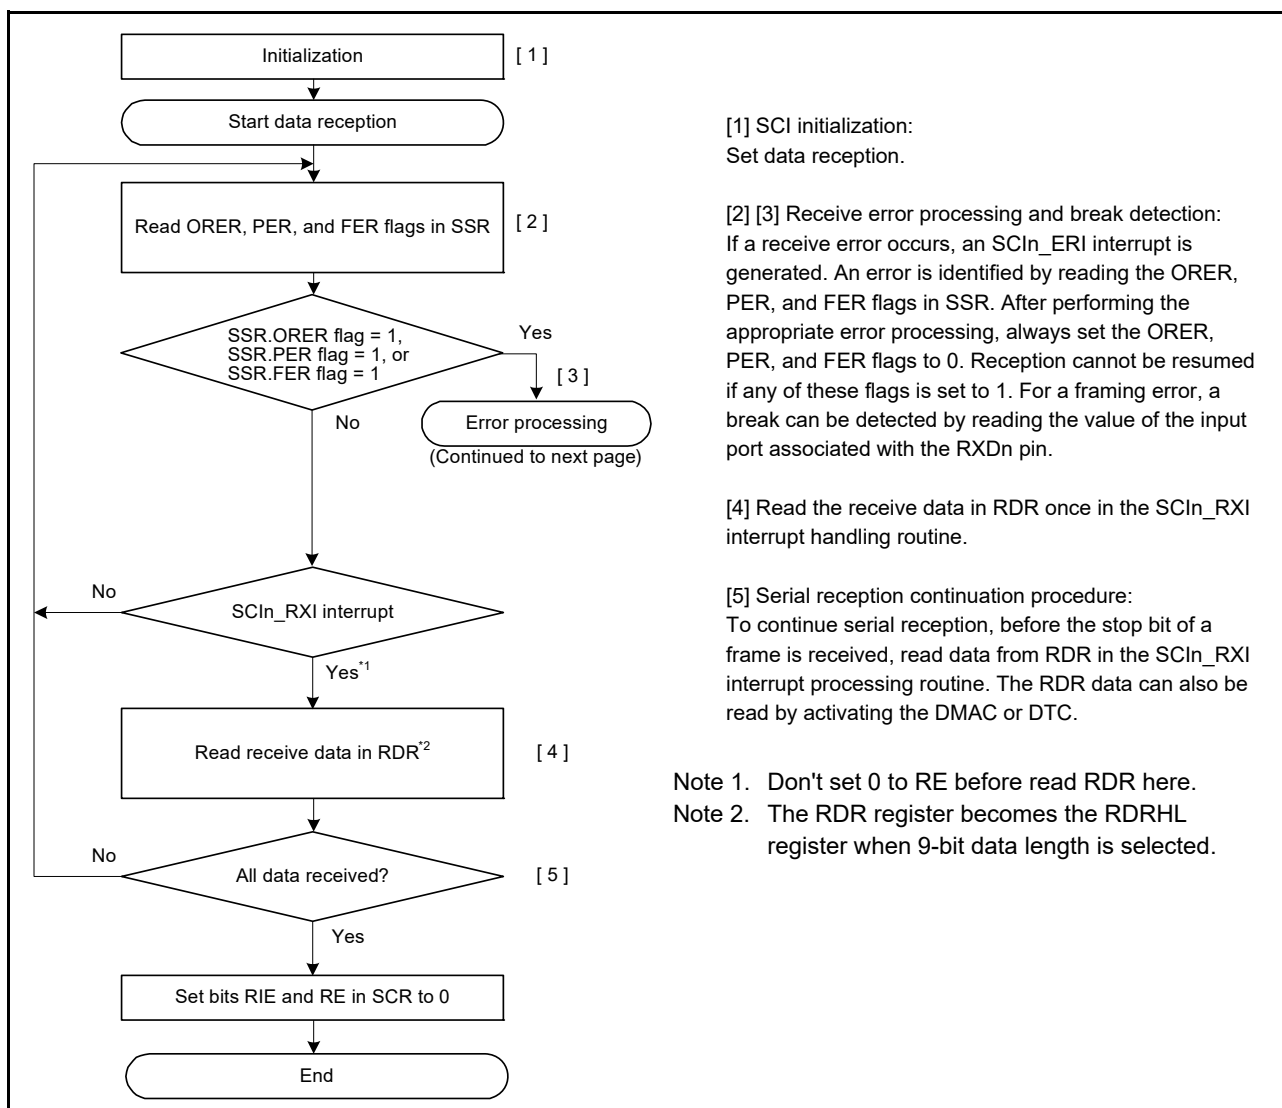 Initialization
[ 1 ]
Start data reception
Read ORER, PER, and FER flags in SSR
[ 2 ]
SSR.ORER flag = 1,
SSR.PER flag = 1, or
SSR.FER flag = 1
Yes
[ 3 ]
No
Error processing
(Continued to next page)
No
SCIn_RXI interrupt
Yes*1
Read receive data in RDR*2
[ 4 ]
No
All data received?
[ 5 ]
Yes
Set bits RIE and RE in SCR to 0
End
[1] SCI initialization:
Set data reception.
[2] [3] Receive error processing and break detection:
If a receive error occurs, an SCIn_ERI interrupt is
generated. An error is identified by reading the ORER,
PER, and FER flags in SSR. After performing the
appropriate error processing, always set the ORER,
PER, and FER flags to 0. Reception cannot be resumed
if any of these flags is set to 1. For a framing error, a
break can be detected by reading the value of the input
port associated with the RXDn pin.
[4] Read the receive data in RDR once in the SCIn_RXI
interrupt handling routine.
[5] Serial reception continuation procedure:
To continue serial reception, before the stop bit of a
frame is received, read data from RDR in the SCIn_RXI
interrupt processing routine. The RDR data can also be
read by activating the DMAC or DTC.
Note 1. Don't set 0 to RE before read RDR here.
Note 2. The RDR register becomes the RDRHL
register when 9-bit data length is selected.